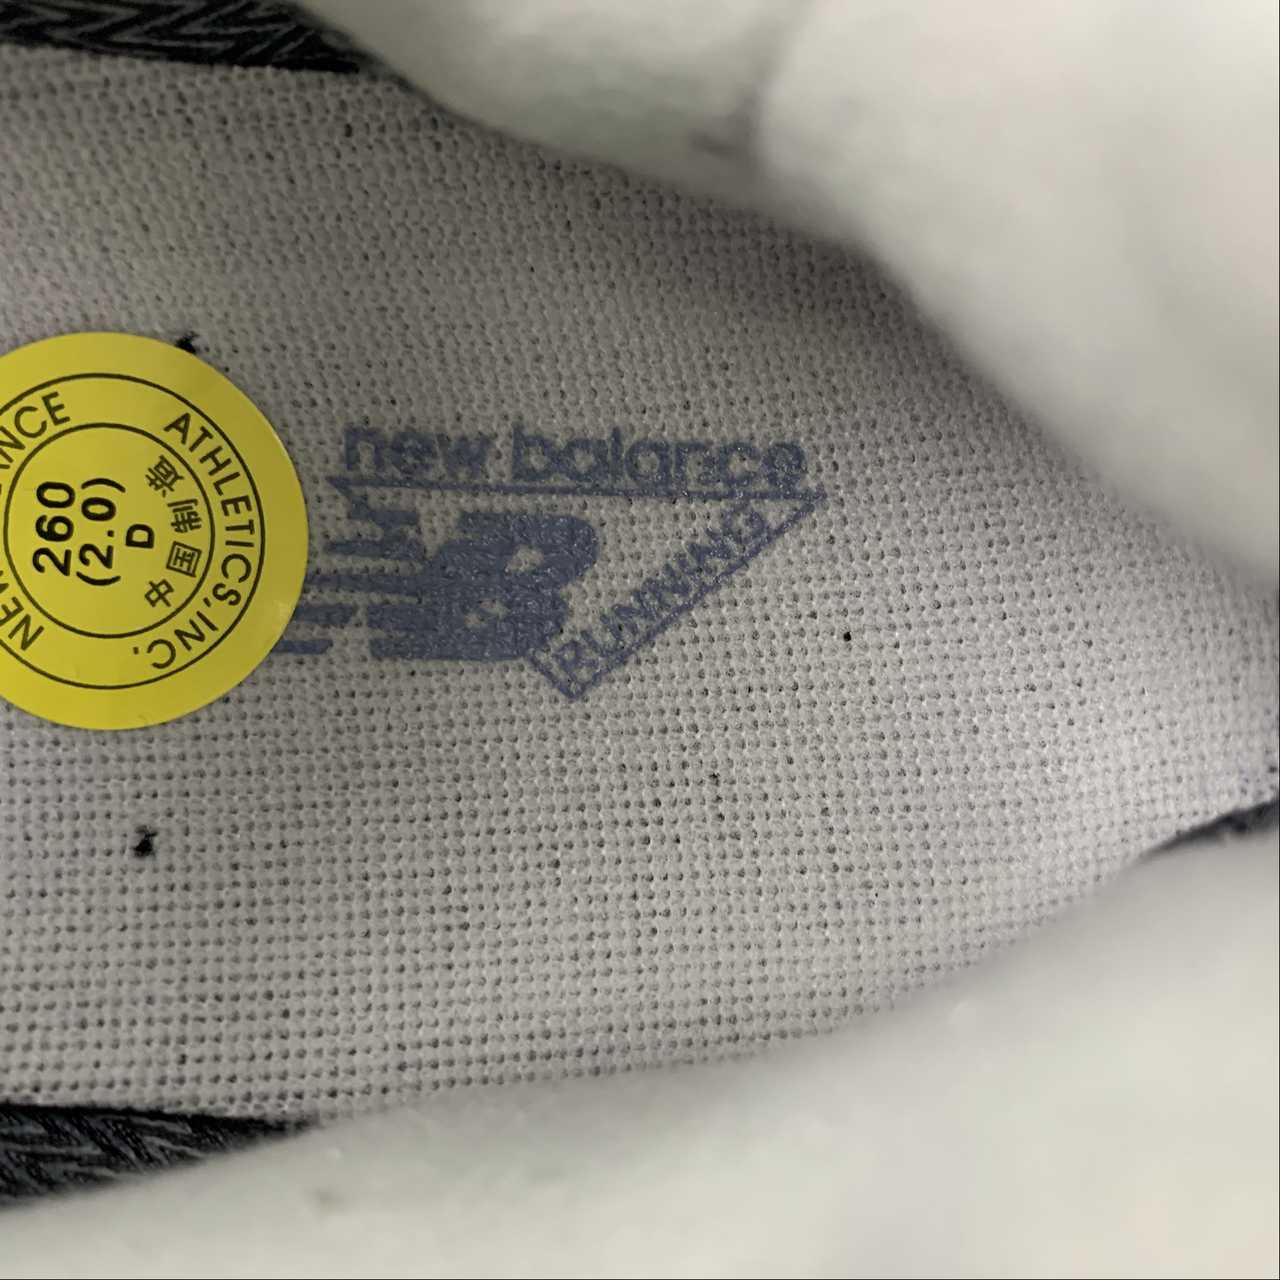 NEW BALANCE ATHLETICS, INC.
260
(2.0)
D
中国制造
new balance
NB
RUNNING